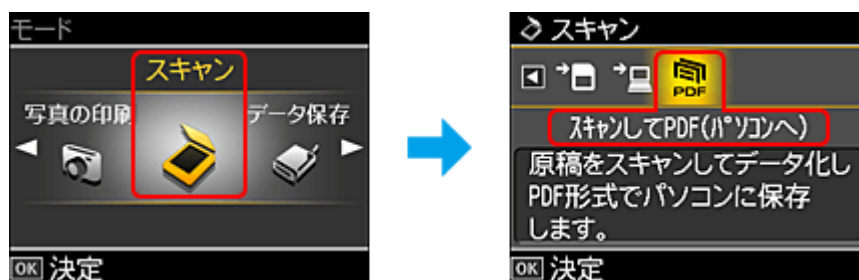 モード
スキャン
写真の印刷
データ保存
OK 決定
スキャン
PDF
スキャンしてPDF(パソコンへ)
原稿をスキャンしてデータ化し
PDF形式でパソコンに保存
します。
OK 決定